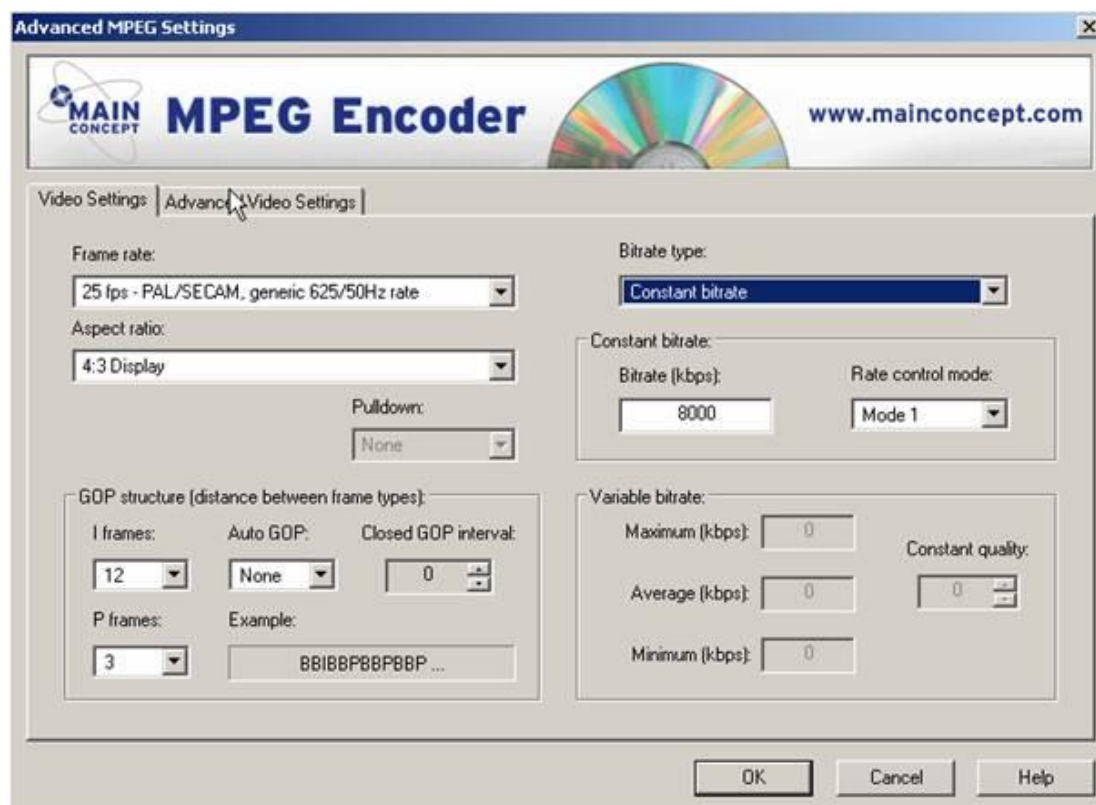 Advanced MPEG Settings
MAIN CONCEPT
MPEG Encoder
www.mainconcept.com
Video Settings
Advanced Video Settings
Frame rate:
25 fps - PAL/SECAM, generic 625/50Hz rate
Aspect ratio:
4:3 Display
Pulldown:
None
Bitrate type:
Constant bitrate
Constant bitrate:
Bitrate (kbps):
8000
Rate control mode:
Mode 1
GOP structure (distance between frame types):
I frames:
12
Auto GOP:
None
Closed GOP interval:
0
P frames:
3
Example:
BBIBBPBBPBBP ...
Variable bitrate:
Maximum (kbps):
0
Average (kbps):
0
Minimum (kbps):
0
Constant quality:
0
OK
Cancel
Help